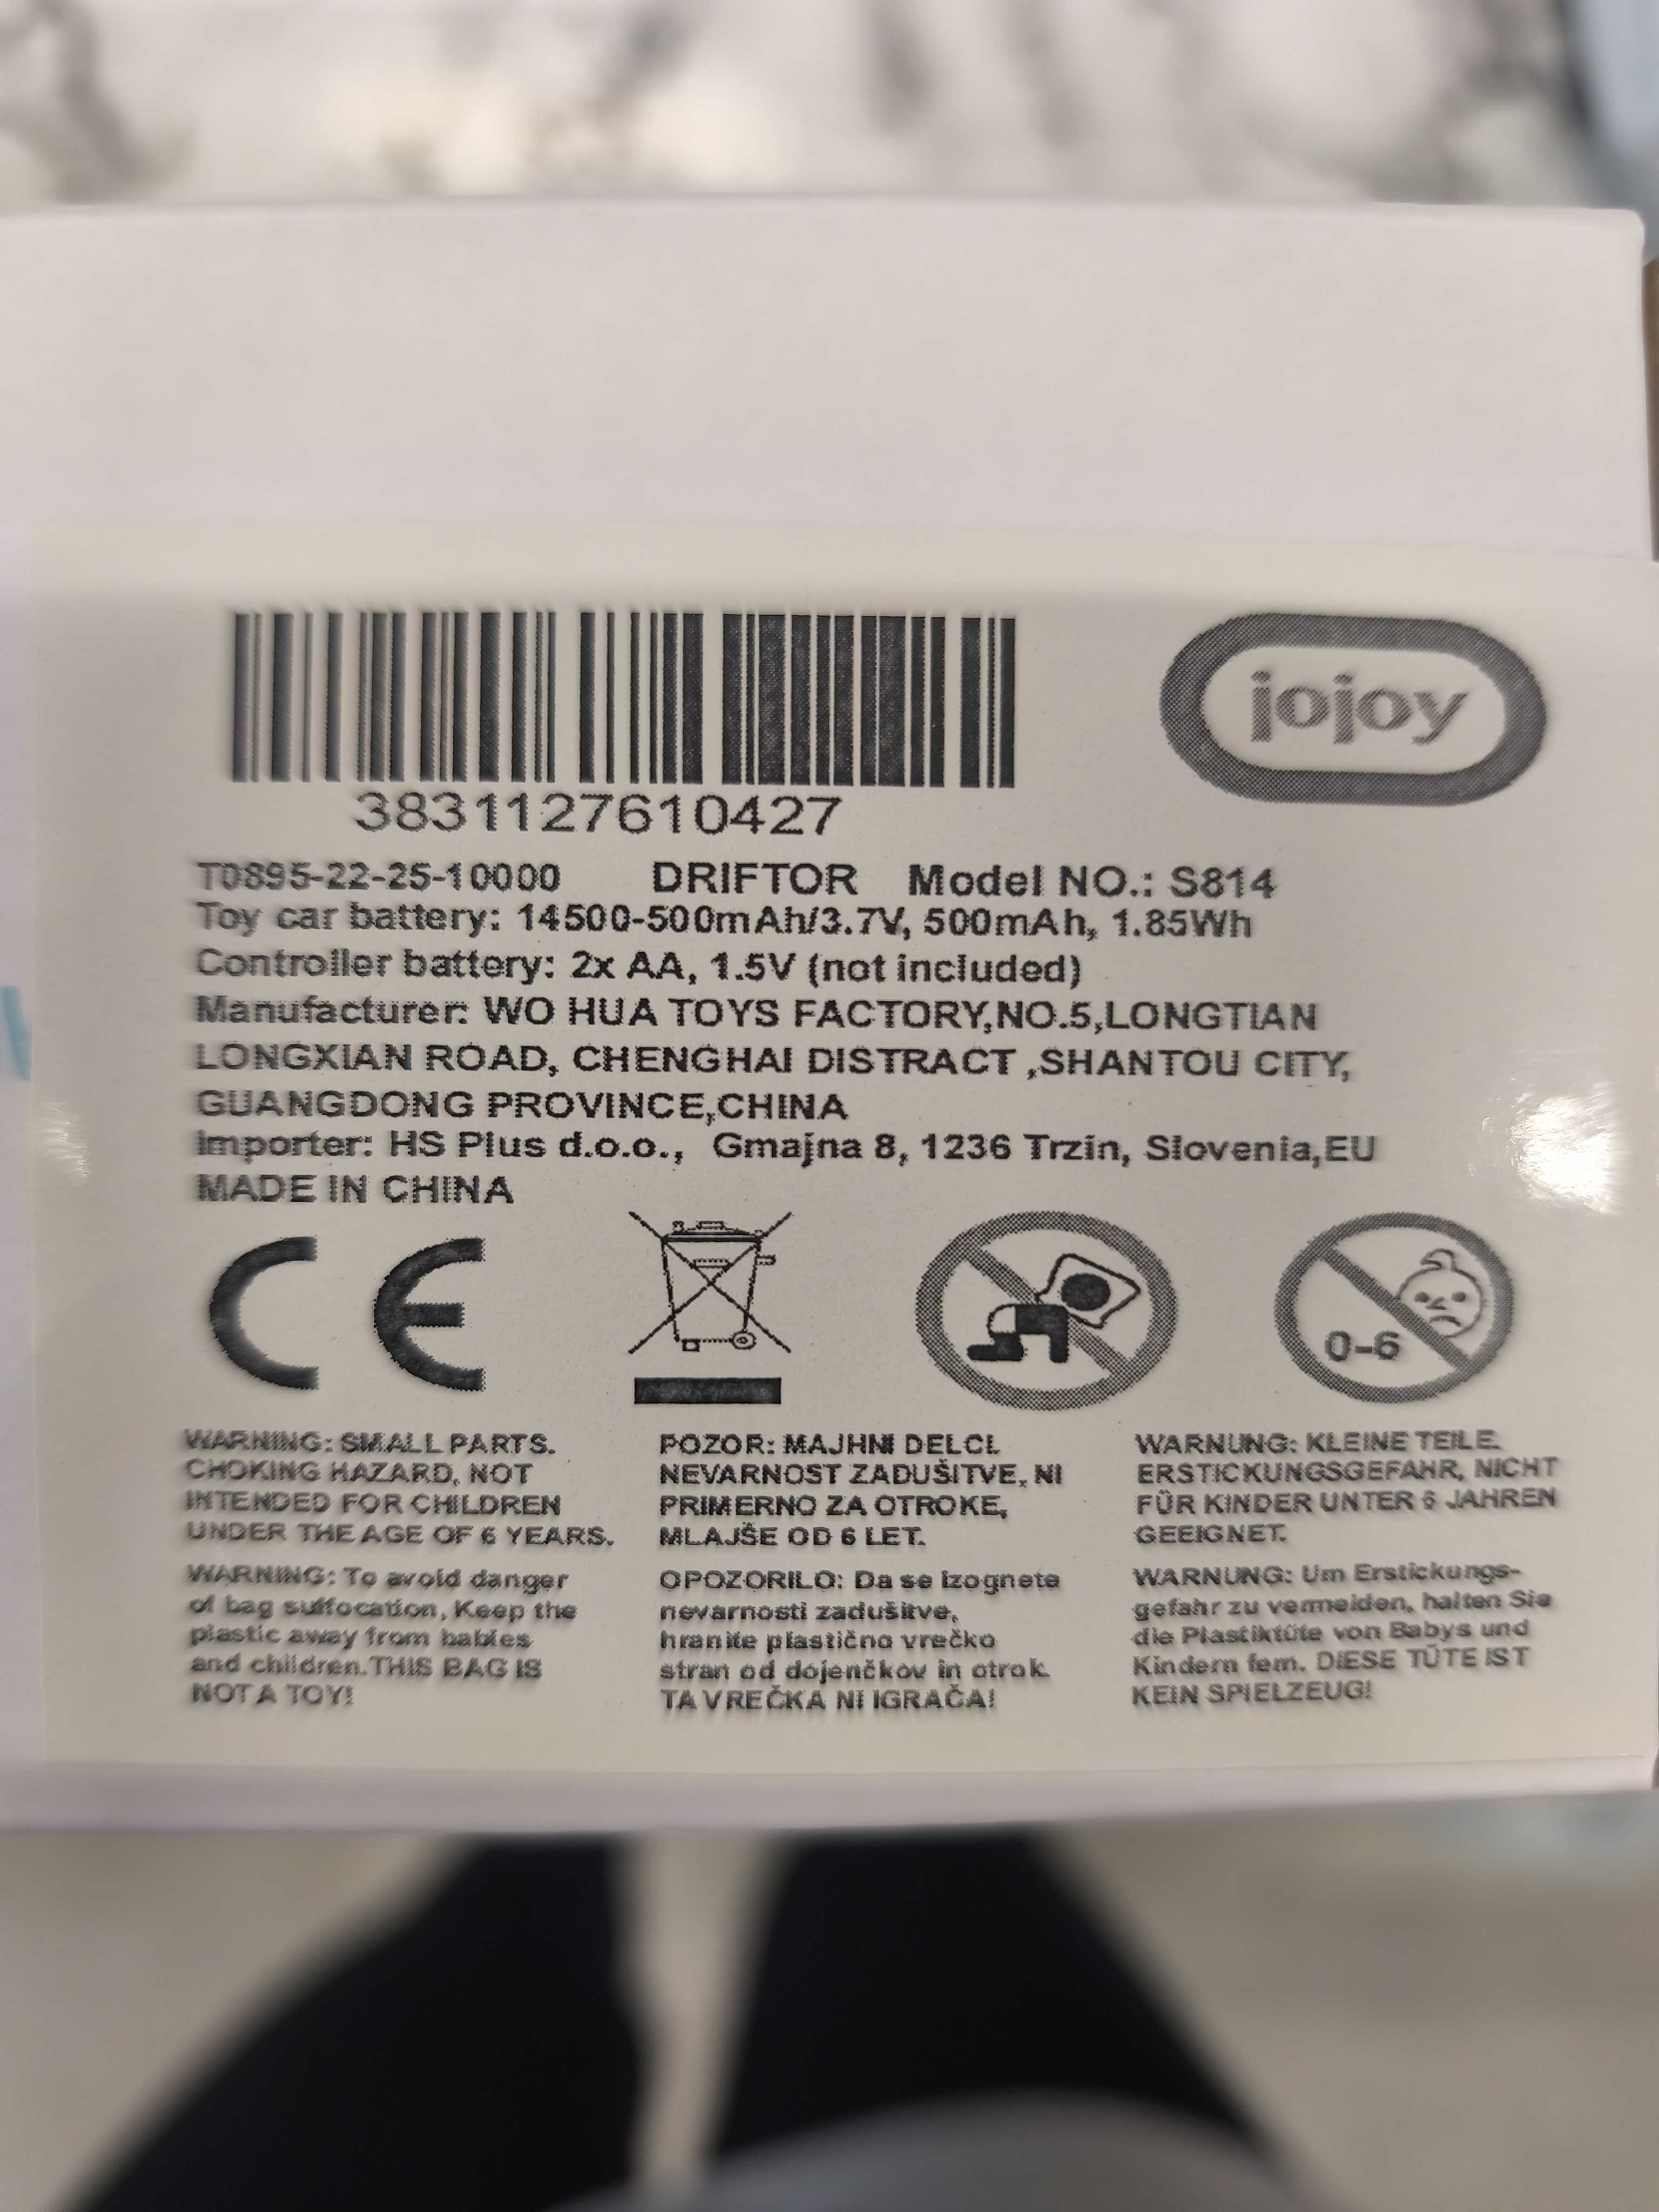 jojoy
3831127610427
T0895-22-25-10000 DRIFTOR Model NO.: S814
Toy car battery: 14500-500mAh/3.7V, 500mAh, 1.85Wh
Controller battery: 2x AA, 1.5V (not included)
Manufacturer: WO HUA TOYS FACTORY,NO.5,LONGTIAN
LONGXIAN ROAD, CHENGHAI DISTRACT ,SHANTOU CITY,
GUANGDONG PROVINCE,CHINA
importer: HS Plus d.o.o., Gmajna 8, 1236 Trzin, Slovenia,EU
MADE IN CHINA
CE
0-6
WARNING: SMALL PARTS.
CHOKING HAZARD, NOT
INTENDED FOR CHILDREN
UNDER THE AGE OF 6 YEARS.
WARNING: To avoid danger
of bag suffocation, Keep the
plastic away from babies
and children.THIS BAG IS
NOT A TOY!
POZOR: MAJHNI DELCI.
NEVARNOST ZADUŠITVE, NI
PRIMERNO ZA OTROKE,
MLAJŠE OD 6 LET.
OPOZORILO: Da se izognete
nevarnosti zadušitve,
hranite plastično vrečko
stran od dojenčkov in otrok.
TA VREČKA NI IGRAČA!
WARNUNG: KLEINE TEILE.
ERSTICKUNGSGEFAHR, NICHT
FÜR KINDER UNTER 6 JAHREN
GEEIGNET.
WARNUNG: Um Erstickungs-
gefahr zu vermeiden, halten Sie
die Plastiktüte von Babys und
Kindern fern. DIESE TÜTE IST
KEIN SPIELZEUG!